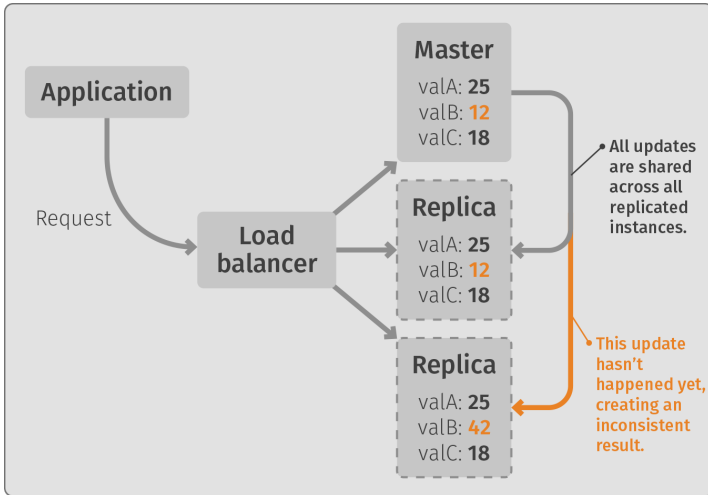 Application
Request
Load
balancer
Master
valA: 25
valB: 12
valC: 18
Replica
valA: 25
valB: 12
valC: 18
Replica
valA: 25
valB: 42
valC: 18
All updates
are shared
across all
replicated
instances.
This update
hasn't
happened yet,
creating an
inconsistent
result.